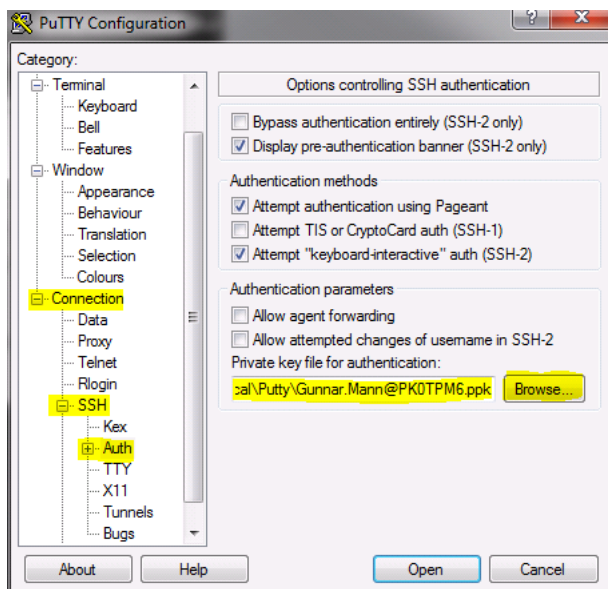 PuTTY Configuration
Category:
Terminal
Keyboard
Bell
Features
Window
Appearance
Behaviour
Translation
Selection
Colours
Connection
Data
Proxy
Telnet
Rlogin
SSH
Kex
Auth
TTY
X11
Tunnels
Bugs
Options controlling SSH authentication
Bypass authentication entirely (SSH-2 only)
Display pre-authentication banner (SSH-2 only)
Authentication methods
Attempt authentication using Pageant
Attempt TIS or CryptoCard auth (SSH-1)
Attempt "keyboard-interactive" auth (SSH-2)
Authentication parameters
Allow agent forwarding
Allow attempted changes of username in SSH-2
Private key file for authentication:
cal\Putty\Gunnar.Mann@PK0TPM6.ppk Browse...
About Help Open Cancel